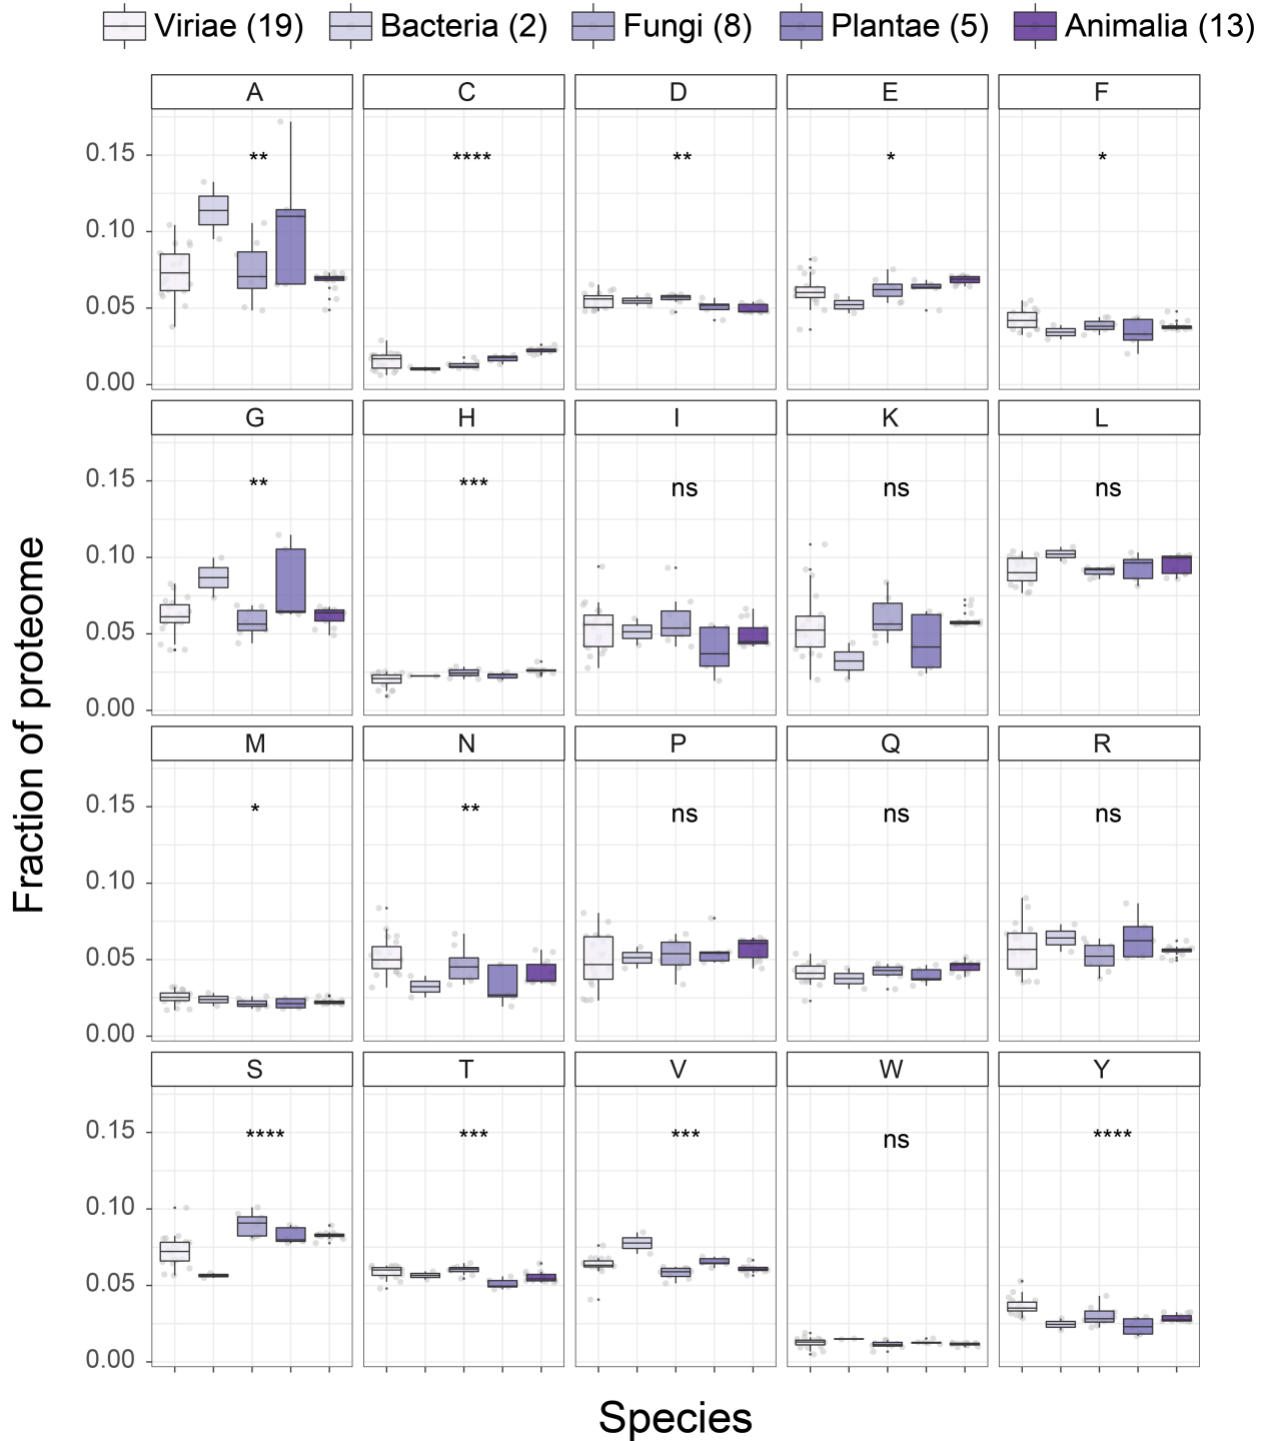 Viriae (19) Bacteria (2) Fungi (8) Plantae (5) Animalia (13)
A C D E F
** **** ** * *
0.15
0.10
0.05
0.00
G H I K L
** *** ns ns ns
0.15
0.10
0.05
0.00
M N P Q R
* ** ns ns ns
0.15
0.10
0.05
0.00
S T V W Y
**** *** *** ns ****
0.15
0.10
0.05
0.00
Fraction of proteome
Species